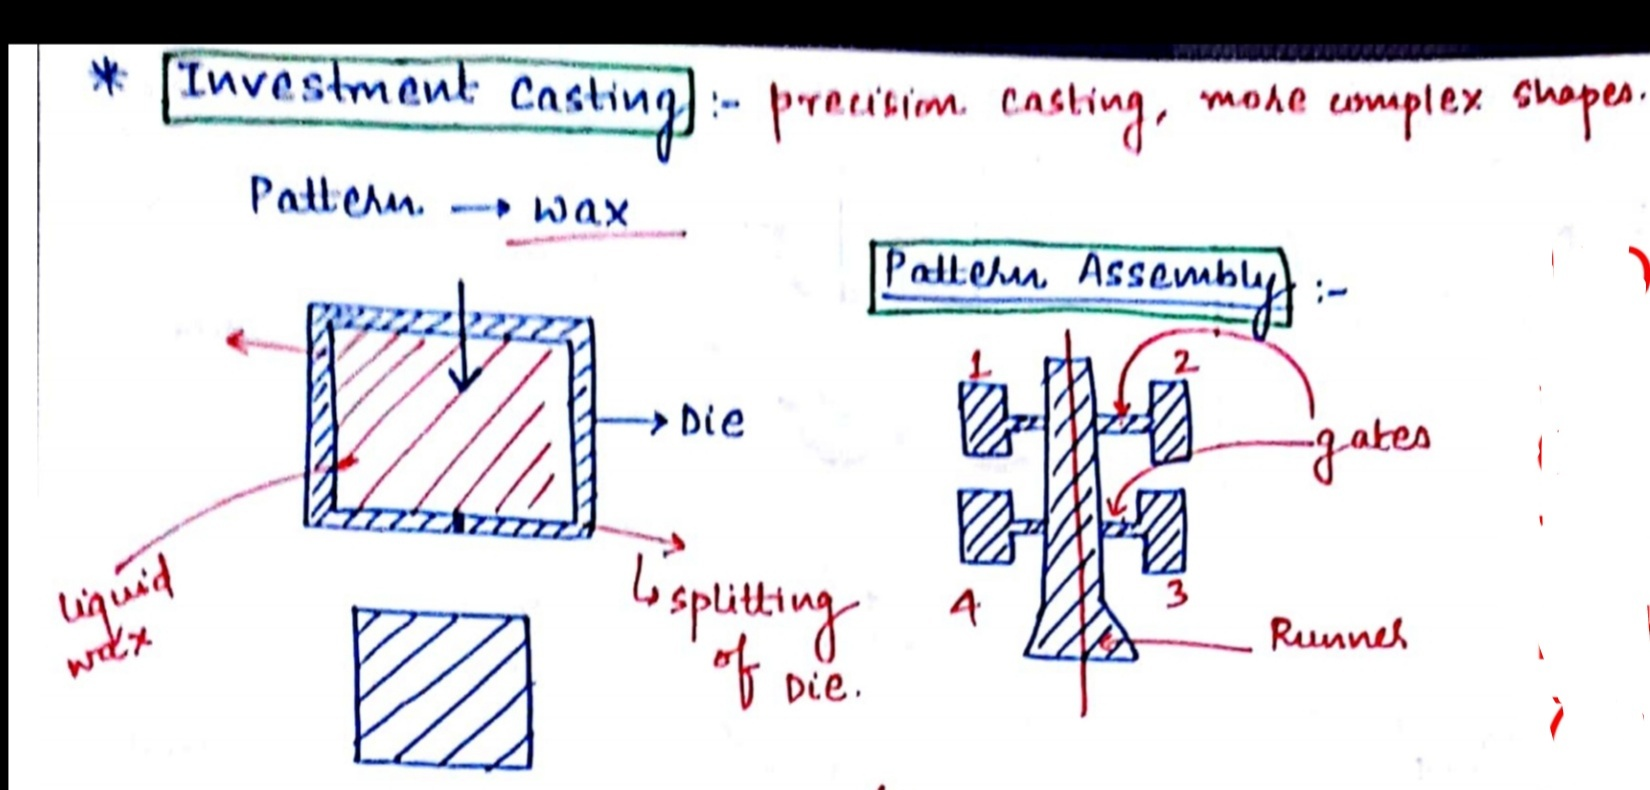 * Investment Casting :- precision casting, more complex shapes.
Pattern → wax
Pattern Assembly :-
1 2
Die
gates
liquid
wax
4 3
↳ splitting
of Die.
Runner